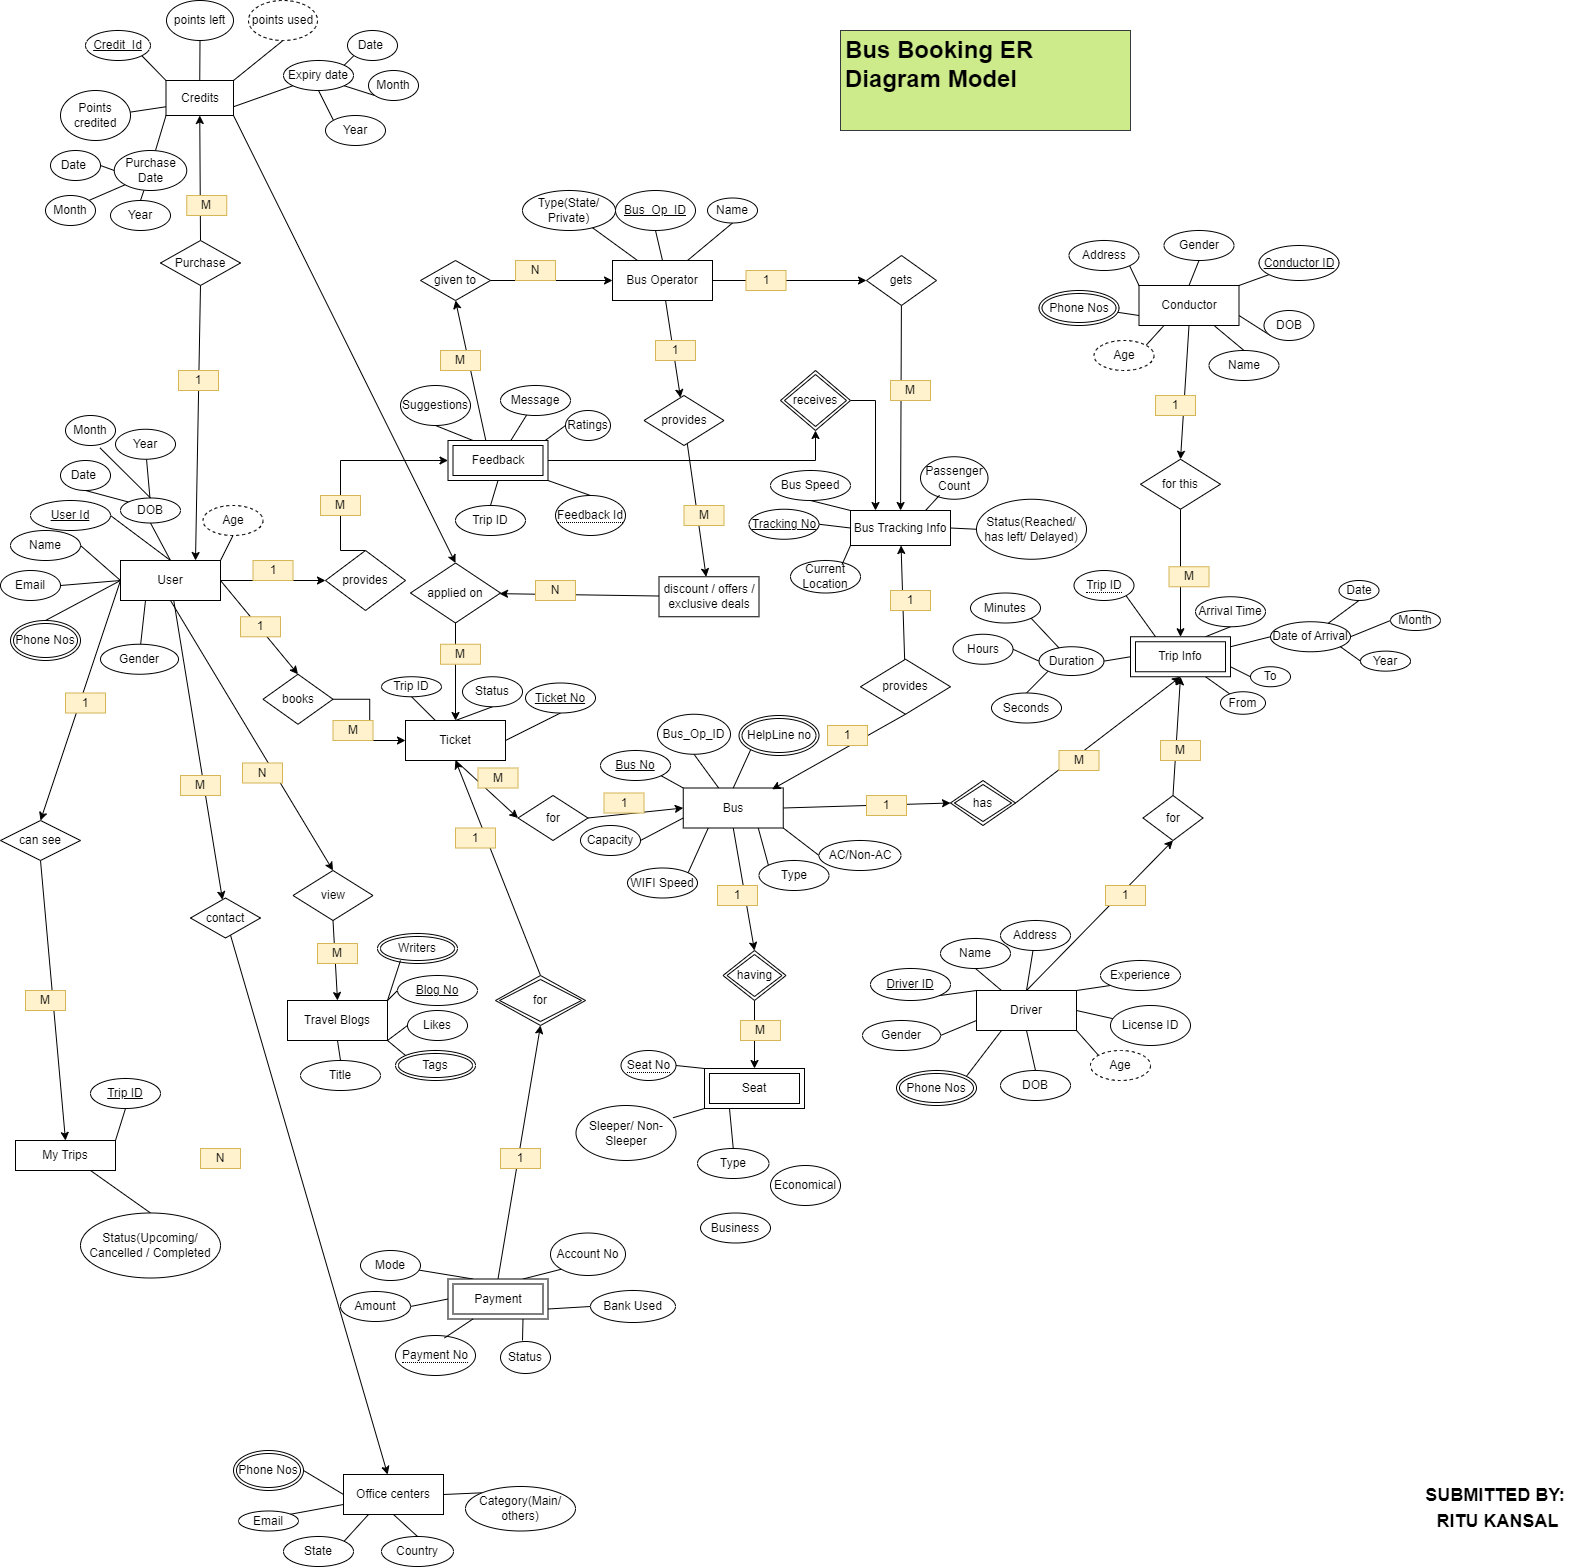 points left
points used
Credit_Id
Date
Expiry date
Month
Credits
Points
credited
Year
Date
Purchase
Date
Month
Year
M
Purchase
1
Bus Booking ER
Diagram Model
Type(State/
Private)
Bus_Op_ID
Name
given to
N
Bus Operator
1
gets
M
1
M
Suggestions
Message
Ratings
provides
receives
Feedback
Trip ID
Feedback Id
M
M
Bus Speed
Passenger
Count
Tracking No
Bus Tracking Info
Status(Reached/
has left/ Delayed)
Current
Location
Address
Gender
Conductor ID
Phone Nos
Conductor
DOB
Age
Name
1
for this
M
Month
Year
Date
User Id
DOB
Age
Name
Email
User
1
provides
Phone Nos
Gender
1
applied on
N
discount / offers /
exclusive deals
1
M
Trip ID
Arrival Time
Date
Minutes
Month
Date of Arrival
Hours
Duration
Trip Info
Year
To
Seconds
From
1
books
M
Trip ID
Status
Ticket No
Ticket
provides
1
Bus_Op_ID
HelpLine no
Bus No
M
M
M
N
M
for
1
Bus
1
has
for
can see
1
Capacity
AC/Non-AC
WIFI Speed
Type
1
1
view
contact
M
Writers
Blog No
Travel Blogs
Likes
Tags
Title
for
having
M
Name
Address
Driver ID
Experience
Driver
Gender
License ID
Age
Phone Nos
DOB
M
Seat No
Seat
Sleeper/ Non-
Sleeper
Type
Economical
Business
Trip ID
My Trips
N
1
Status(Upcoming/
Cancelled / Completed
Mode
Account No
Payment
Amount
Bank Used
Payment No
Status
Phone Nos
Office centers
Category(Main/
others)
Email
State
Country
SUBMITTED BY:
RITU KANSAL